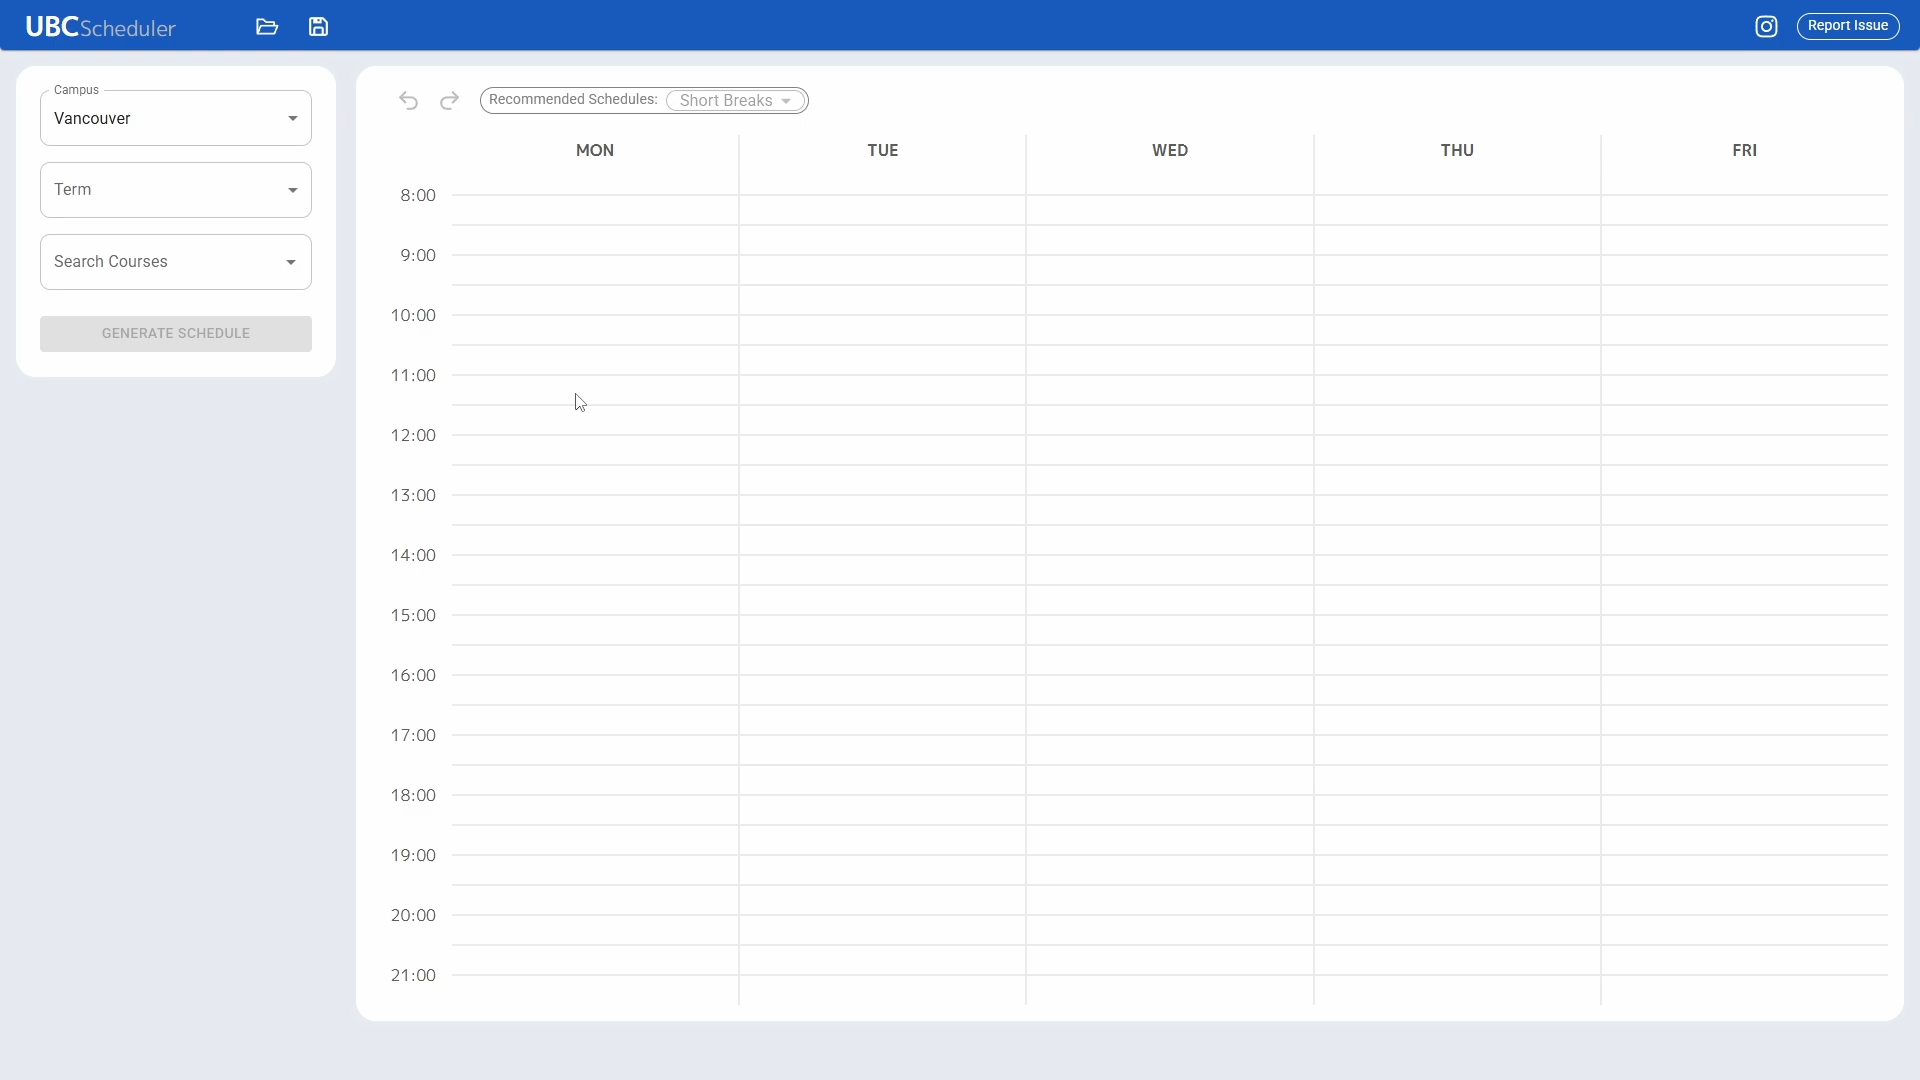 UBCScheduler
Report Issue
Campus
Vancouver
Term
Search Courses
GENERATE SCHEDULE
Recommended Schedules: Short Breaks
MON TUE WED THU FRI
8:00
9:00
10:00
11:00
12:00
13:00
14:00
15:00
16:00
17:00
18:00
19:00
20:00
21:00